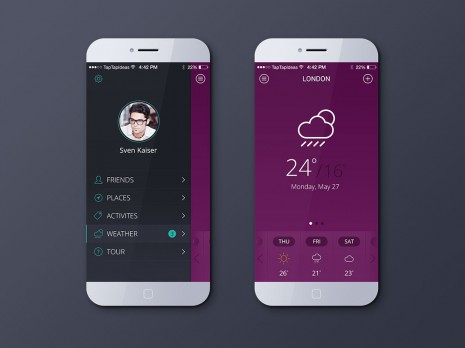 TapTapIdeas 4:42 PM 22%
Sven Kaiser
FRIENDS
PLACES
ACTIVITES
WEATHER
TOUR
TapTapIdeas 4:42 PM 22%
LONDON
24°/16°
Monday, May 27
THU FRI SAT
26° 21° 23°